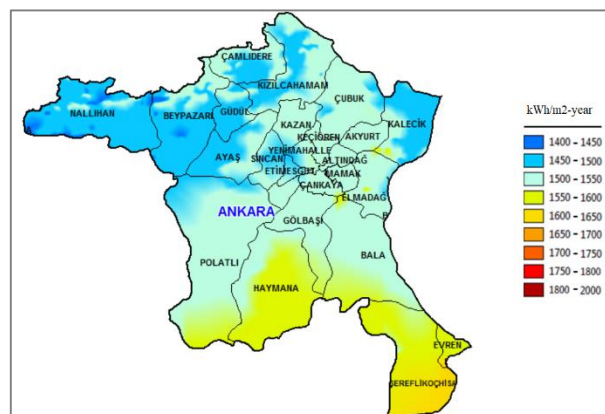 ÇAMLIDERE
KIZILCAHAMAM
ÇUBUK
NALLIHAN
BEYPAZARI
GÜDÜL
KAZAN
KALECİK
KEÇİÖREN
AKYURT
AYAŞ
SİNCAN
YENİMAHALLE
ALTINDAĞ
ETİMESGUT
MAMAK
ÇANKAYA
ELMADAĞ
ANKARA
GÖLBAŞI
POLATLI
BALA
HAYMANA
EVREN
ŞEREFLİKOÇHİSA
kWh/m2-year
1400 - 1450
1450 - 1500
1500 - 1550
1550 - 1600
1600 - 1650
1650 - 1700
1700 - 1750
1750 - 1800
1800 - 2000